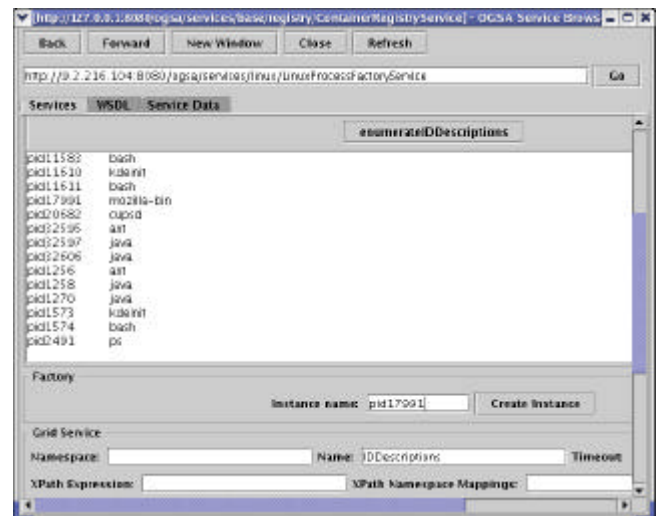 [http://127.0.0.1:8080/ogsa/services/base/registry/ContainerRegistryService] - OGSA Service Brows
Back Forward New Window Close Refresh
http://9.2.216.104:8080/ogsa/services/linux/LinuxProcessFactoryService Go
Services WSDL Service Data
enumerateIDDescriptions
pid11583 bash
pid11610 kdeinit
pid11611 bash
pid17991 mozilla-bin
pid20682 cupsd
pid32596 ant
pid32597 java
pid32606 java
pid1256 ant
pid1258 java
pid1270 java
pid1573 kdeinit
pid1574 bash
pid2491 ps
Factory
Instance name: pid17991 Create Instance
Grid Service
Namespace: Name: IDDescriptions Timeout
XPath Expression: XPath Namespace Mappings: